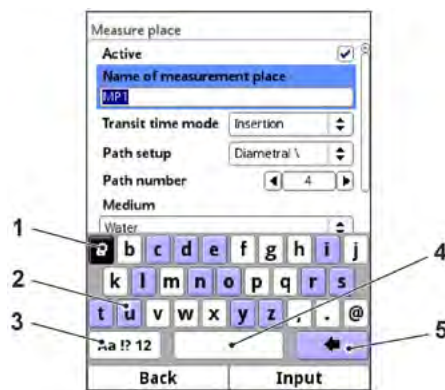 Measure place
Active
Name of measurement place
MP1
Transit time mode Insertion
Path setup Diametral \
Path number 4
Medium
Water
1 a b c d e f g h i j
k l m n o p q r s 4
2 t u v w x y z , . @
3 Aa !? 12 5
Back Input